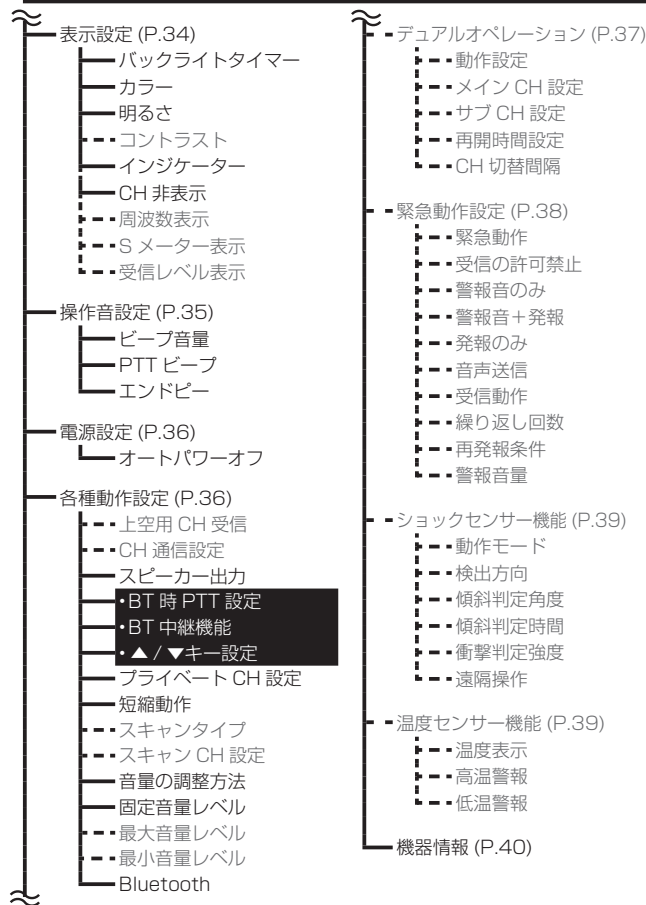 表示設定 (P.34)
バックライトタイマー
カラー
明るさ
コントラスト
インジケーター
CH 非表示
周波数表示
S メーター表示
受信レベル表示
操作音設定 (P.35)
ビープ音量
PTT ビープ
エンドピー
電源設定 (P.36)
オートパワーオフ
各種動作設定 (P.36)
上空用 CH 受信
CH 通信設定
スピーカー出力
•BT 時 PTT 設定
•BT 中継機能
•▲ / ▼キー設定
プライベート CH 設定
短縮動作
スキャンタイプ
スキャン CH 設定
音量の調整方法
固定音量レベル
最大音量レベル
最小音量レベル
Bluetooth
デュアルオペレーション (P.37)
動作設定
メイン CH 設定
サブ CH 設定
再開時間設定
CH 切替間隔
緊急動作設定 (P.38)
緊急動作
受信の許可禁止
警報音のみ
警報音＋発報
発報のみ
音声送信
受信動作
繰り返し回数
再発報条件
警報音量
ショックセンサー機能 (P.39)
動作モード
検出方向
傾斜判定角度
傾斜判定時間
衝撃判定強度
遠隔操作
温度センサー機能 (P.39)
温度表示
高温警報
低温警報
機器情報 (P.40)